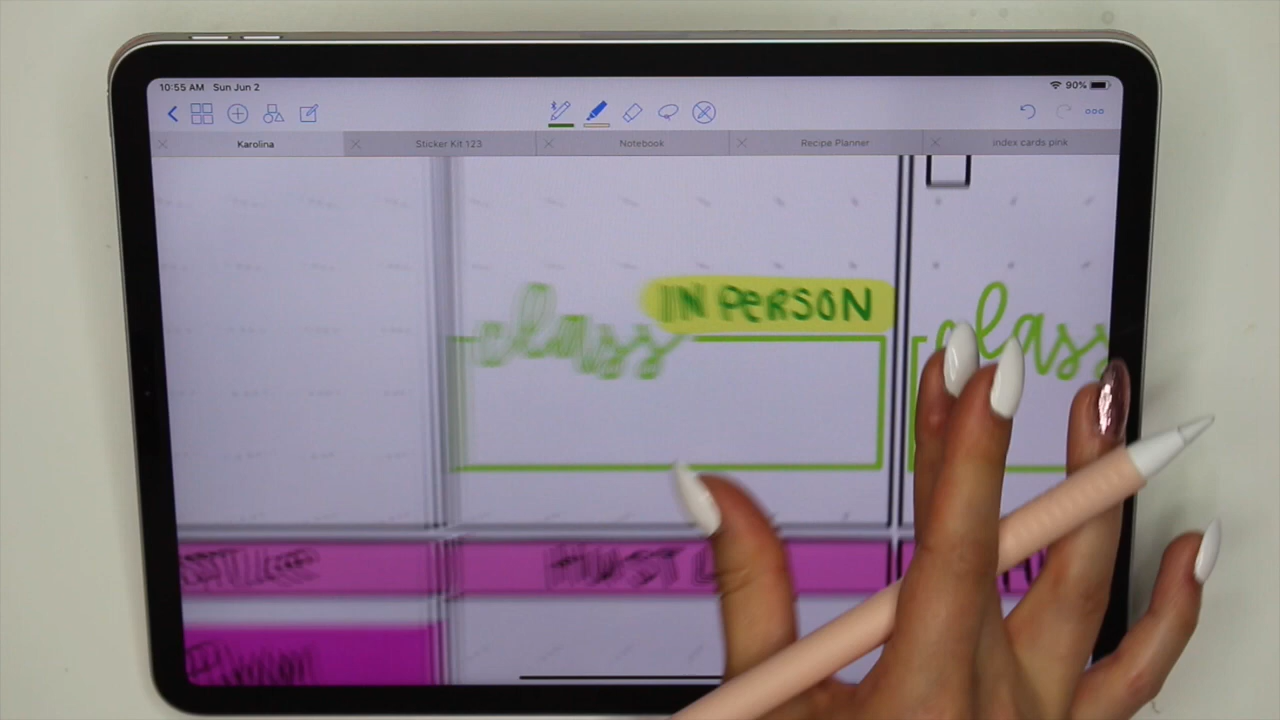 10:55 AM Sun Jun 2
90%
Karolina
Sticker Kit 123
Notebook
Recipe Planner
index cards pink
IN PERSON
class
class